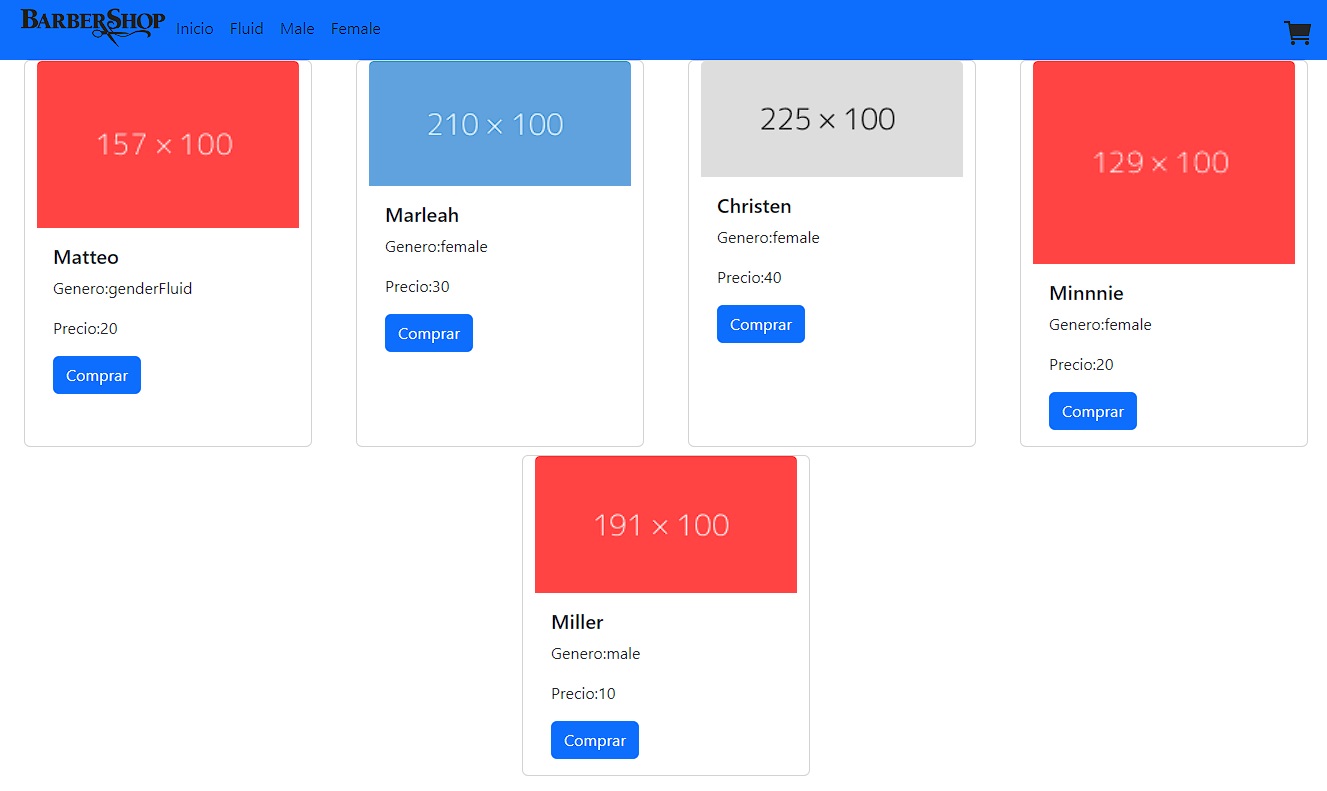 BARBERSHOP Inicio Fluid Male Female
157 × 100
Matteo
Genero:genderFluid
Precio:20
Comprar
210 × 100
Marleah
Genero:female
Precio:30
Comprar
225 × 100
Christen
Genero:female
Precio:40
Comprar
129 × 100
Minnnie
Genero:female
Precio:20
Comprar
191 × 100
Miller
Genero:male
Precio:10
Comprar